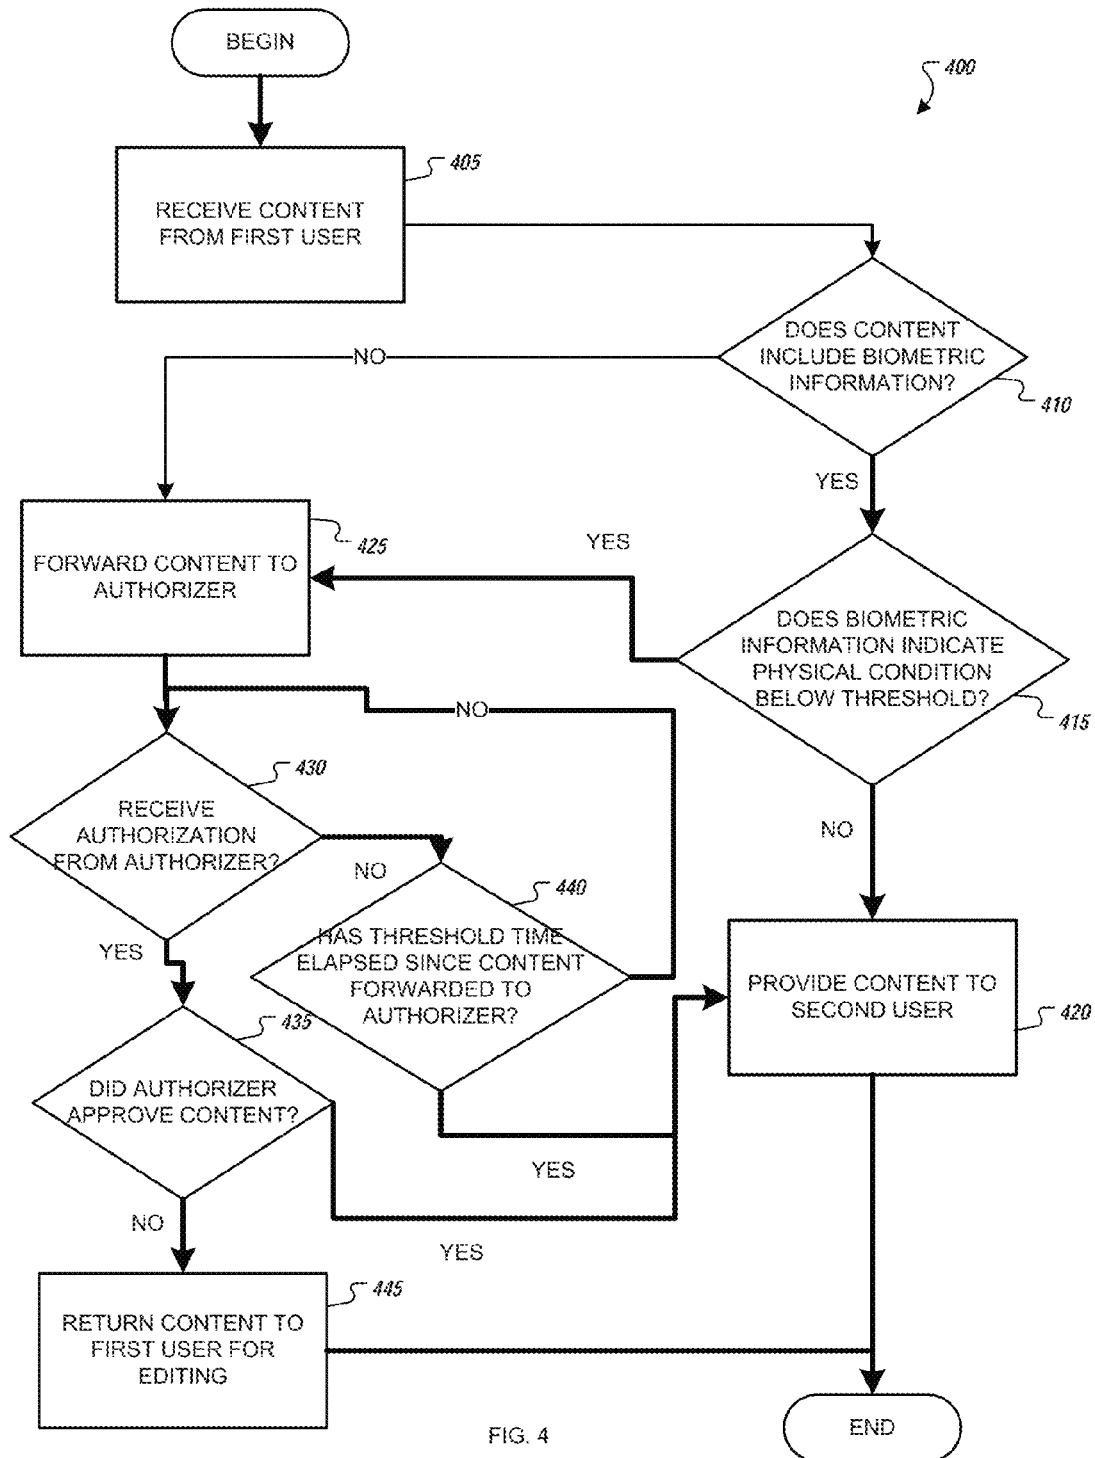 BEGIN
400
405
RECEIVE CONTENT
FROM FIRST USER
DOES CONTENT
INCLUDE BIOMETRIC
INFORMATION?
410
NO
YES
425
FORWARD CONTENT TO
AUTHORIZER
YES
DOES BIOMETRIC
INFORMATION INDICATE
PHYSICAL CONDITION
BELOW THRESHOLD?
415
NO
430
RECEIVE
AUTHORIZATION
FROM AUTHORIZER?
NO
YES
440
HAS THRESHOLD TIME
ELAPSED SINCE CONTENT
FORWARDED TO
AUTHORIZER?
NO
PROVIDE CONTENT TO
SECOND USER
420
435
DID AUTHORIZER
APPROVE CONTENT?
YES
NO
YES
445
RETURN CONTENT TO
FIRST USER FOR
EDITING
END
FIG. 4